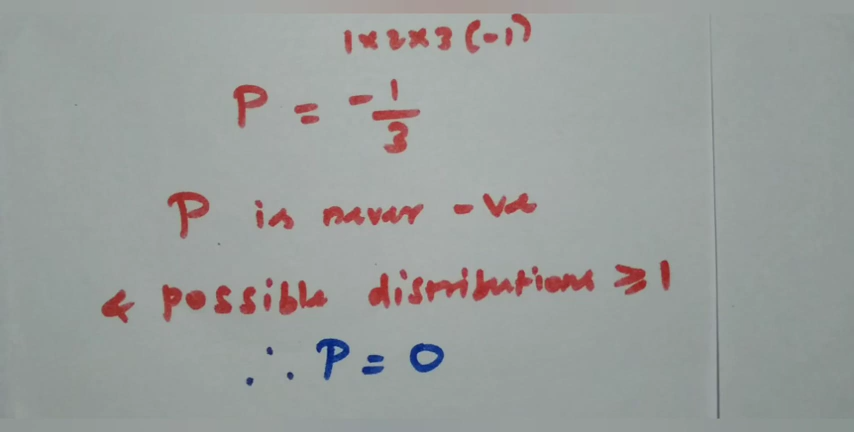 1×2×3(-1)
P = -1/3
P is never -ve
& possible distributions ≥ 1
∴ P = 0